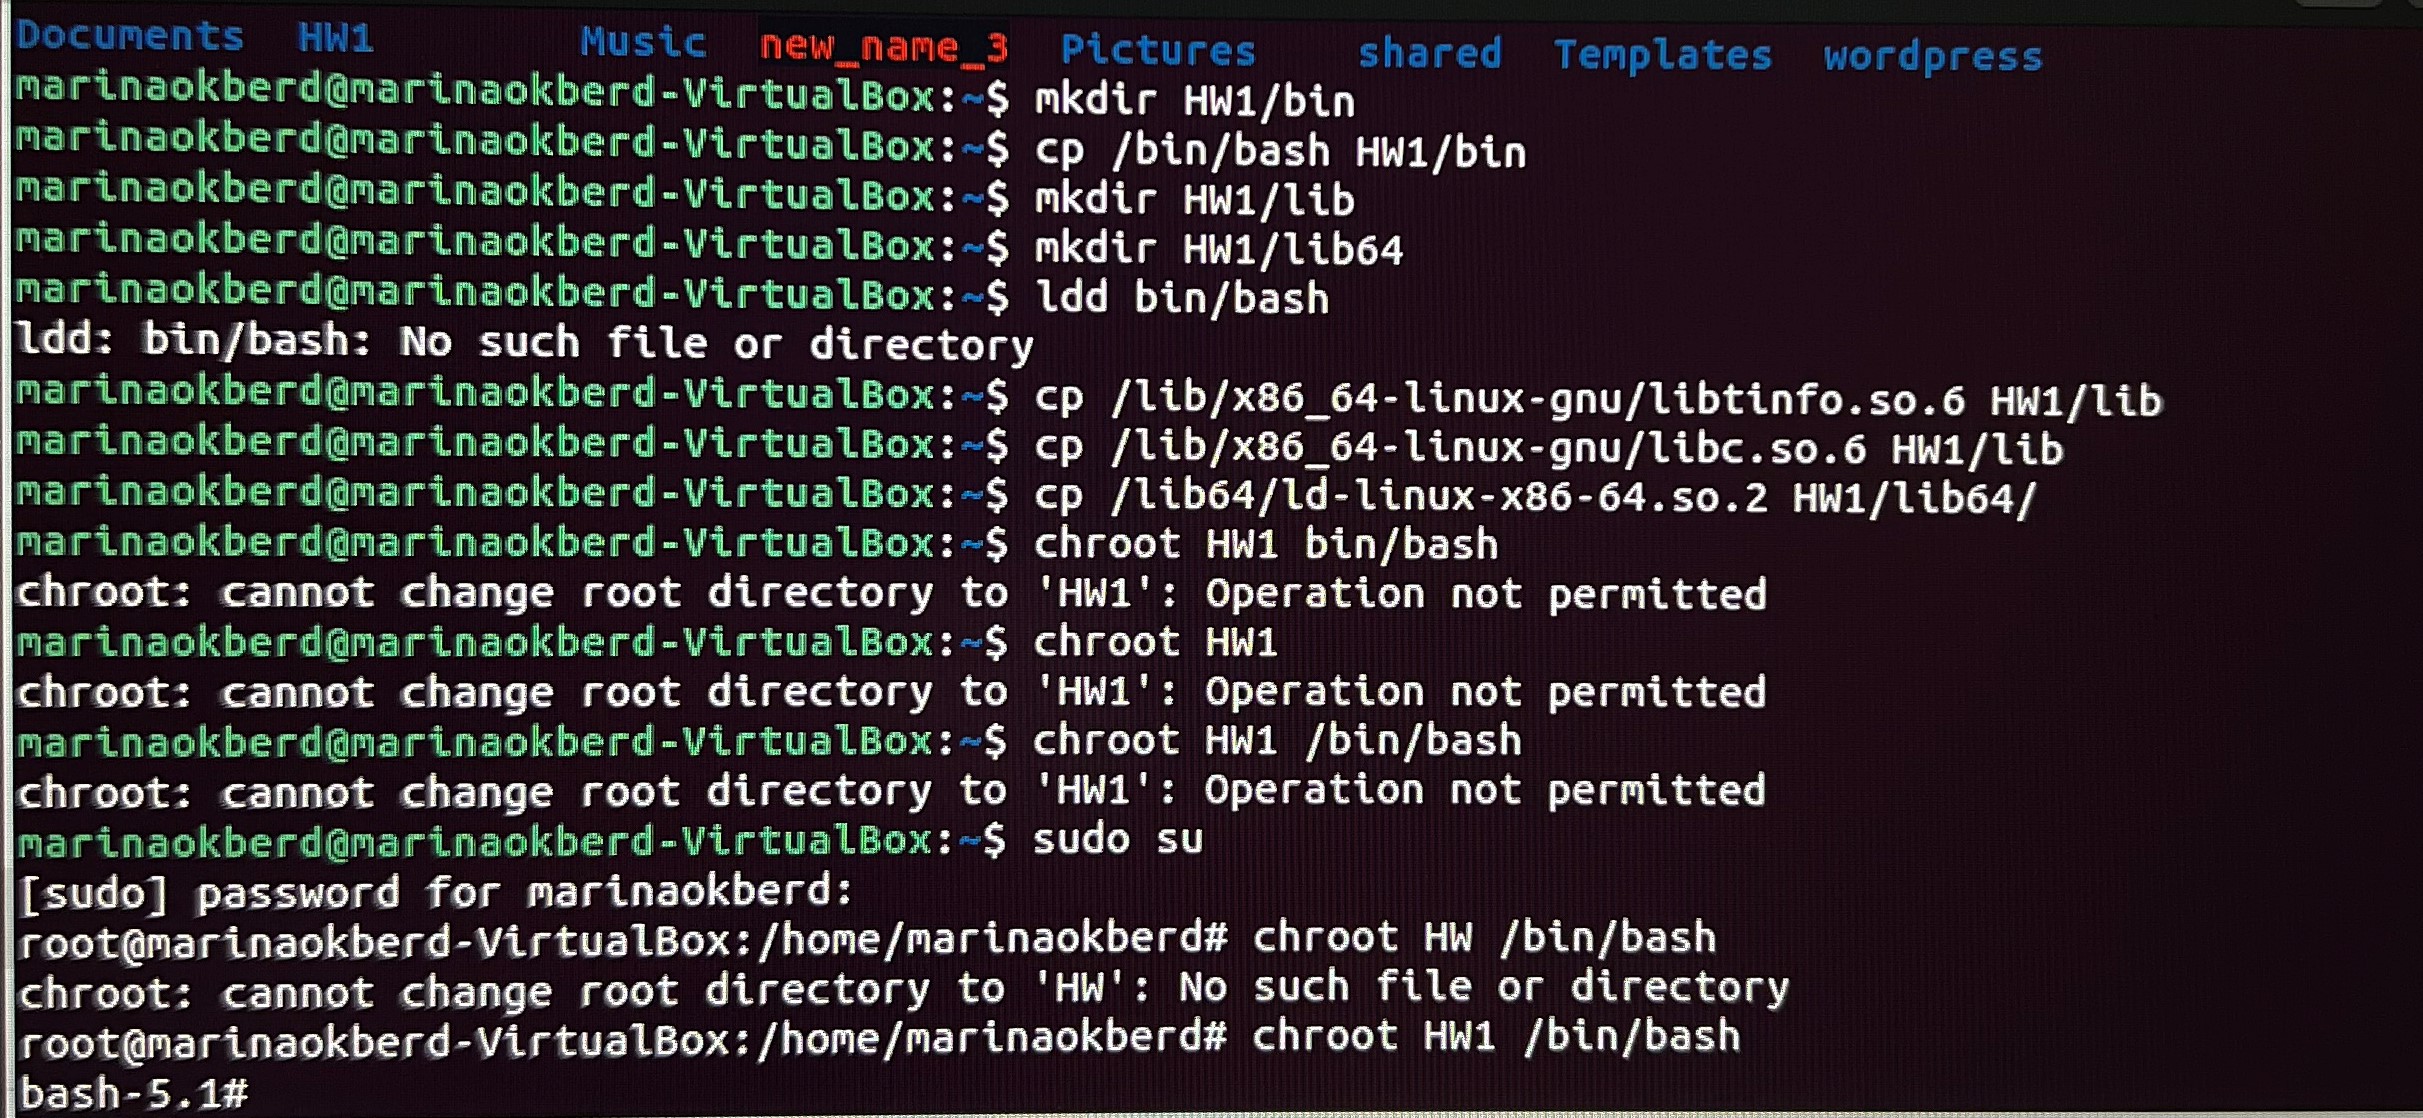 Documents  HW1  Music  new_name_3  Pictures  shared  Templates  wordpress
marinaokberd@marinaokberd-VirtualBox:~$ mkdir HW1/bin
marinaokberd@marinaokberd-VirtualBox:~$ cp /bin/bash HW1/bin
marinaokberd@marinaokberd-VirtualBox:~$ mkdir HW1/lib
marinaokberd@marinaokberd-VirtualBox:~$ mkdir HW1/lib64
marinaokberd@marinaokberd-VirtualBox:~$ ldd bin/bash
ldd: bin/bash: No such file or directory
marinaokberd@marinaokberd-VirtualBox:~$ cp /lib/x86_64-linux-gnu/libtinfo.so.6 HW1/lib
marinaokberd@marinaokberd-VirtualBox:~$ cp /lib/x86_64-linux-gnu/libc.so.6 HW1/lib
marinaokberd@marinaokberd-VirtualBox:~$ cp /lib64/ld-linux-x86-64.so.2 HW1/lib64/
marinaokberd@marinaokberd-VirtualBox:~$ chroot HW1 bin/bash
chroot: cannot change root directory to 'HW1': Operation not permitted
marinaokberd@marinaokberd-VirtualBox:~$ chroot HW1
chroot: cannot change root directory to 'HW1': Operation not permitted
marinaokberd@marinaokberd-VirtualBox:~$ chroot HW1 /bin/bash
chroot: cannot change root directory to 'HW1': Operation not permitted
marinaokberd@marinaokberd-VirtualBox:~$ sudo su
[sudo] password for marinaokberd:
root@marinaokberd-VirtualBox:/home/marinaokberd# chroot HW /bin/bash
chroot: cannot change root directory to 'HW': No such file or directory
root@marinaokberd-VirtualBox:/home/marinaokberd# chroot HW1 /bin/bash
bash-5.1#